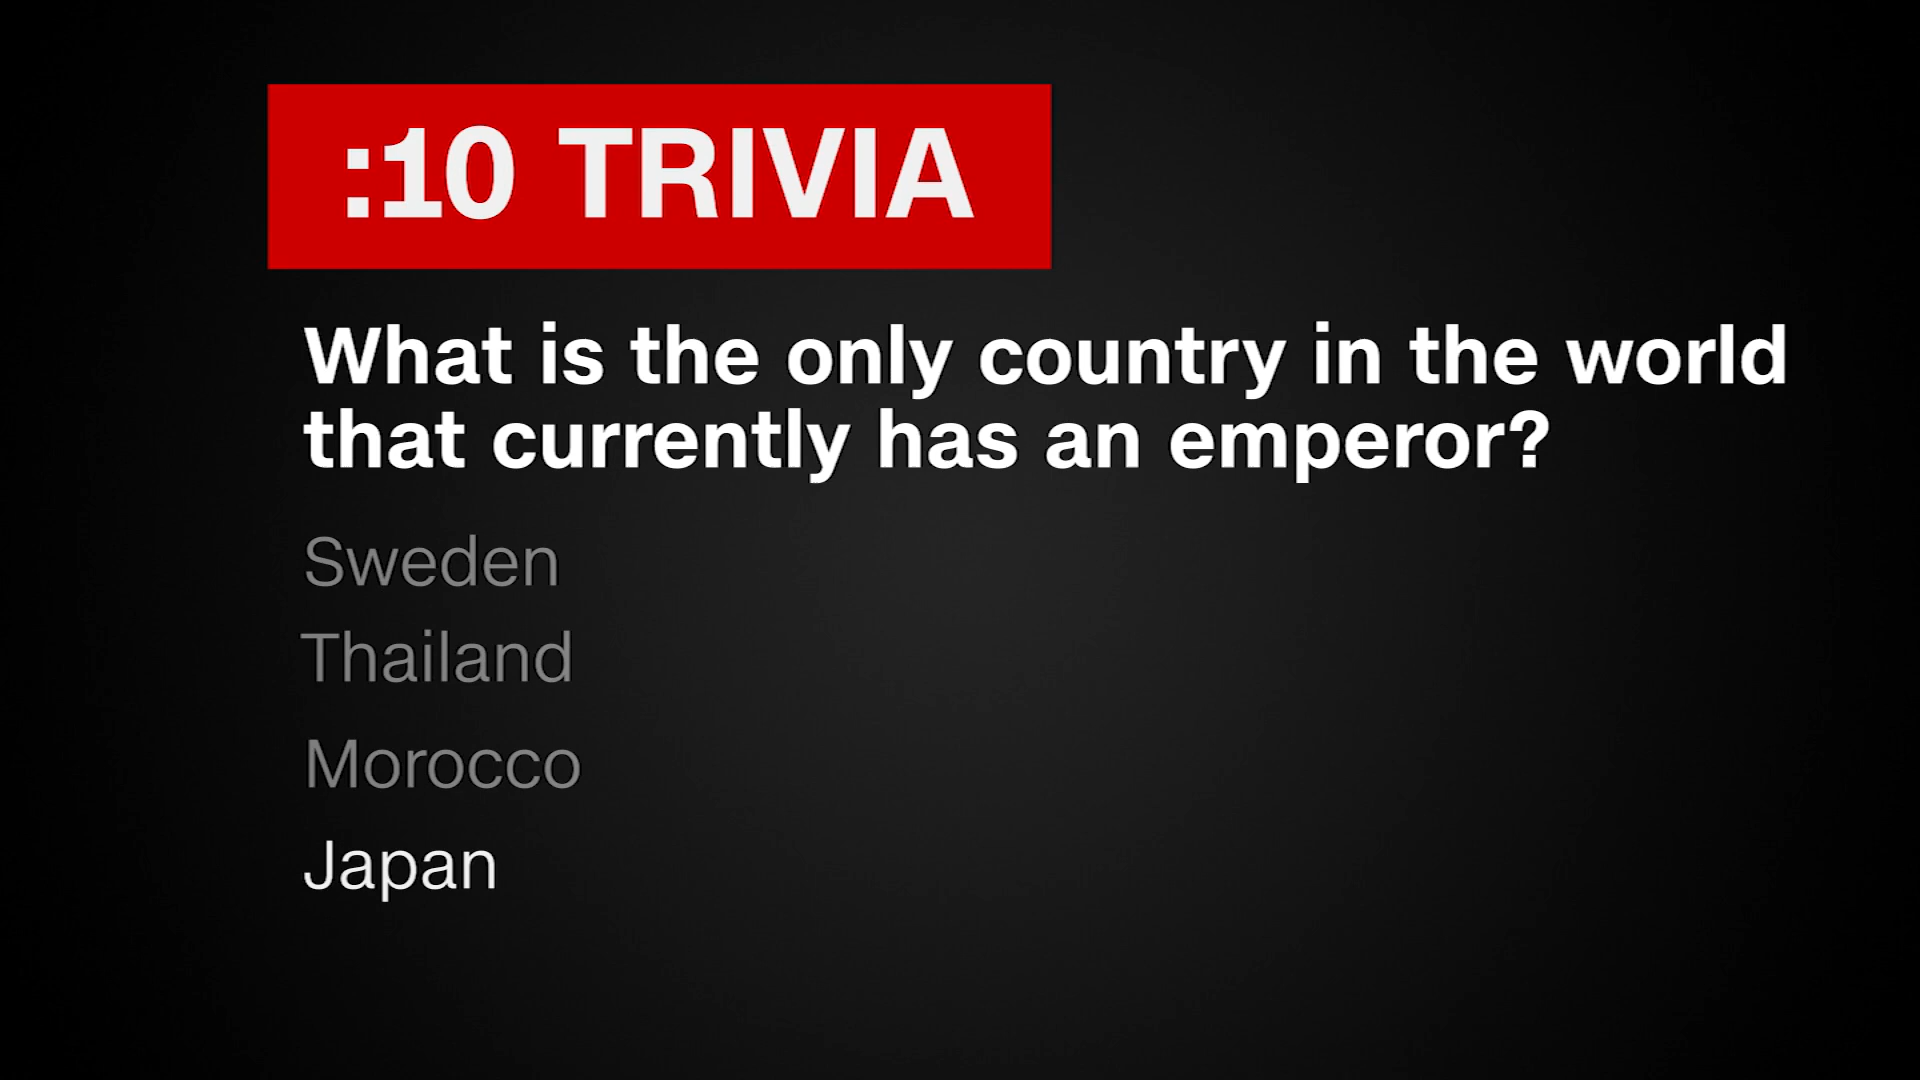 :10 TRIVIA
What is the only country in the world
that currently has an emperor?
Sweden
Thailand
Morocco
Japan